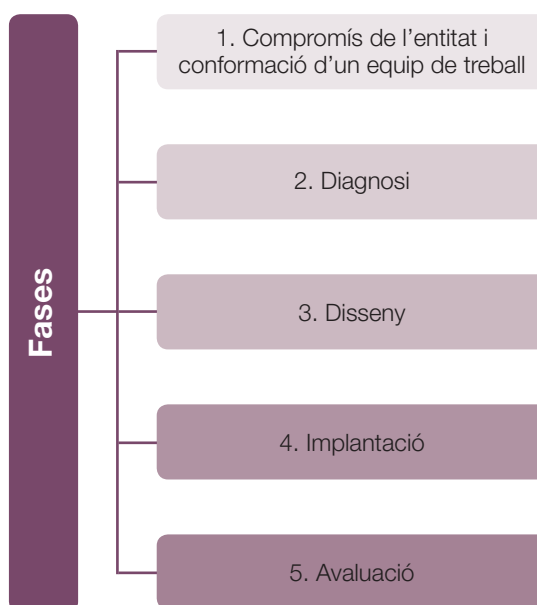 Fases
1. Compromís de l’entitat i
conformació d’un equip de treball
2. Diagnosi
3. Disseny
4. Implantació
5. Avaluació